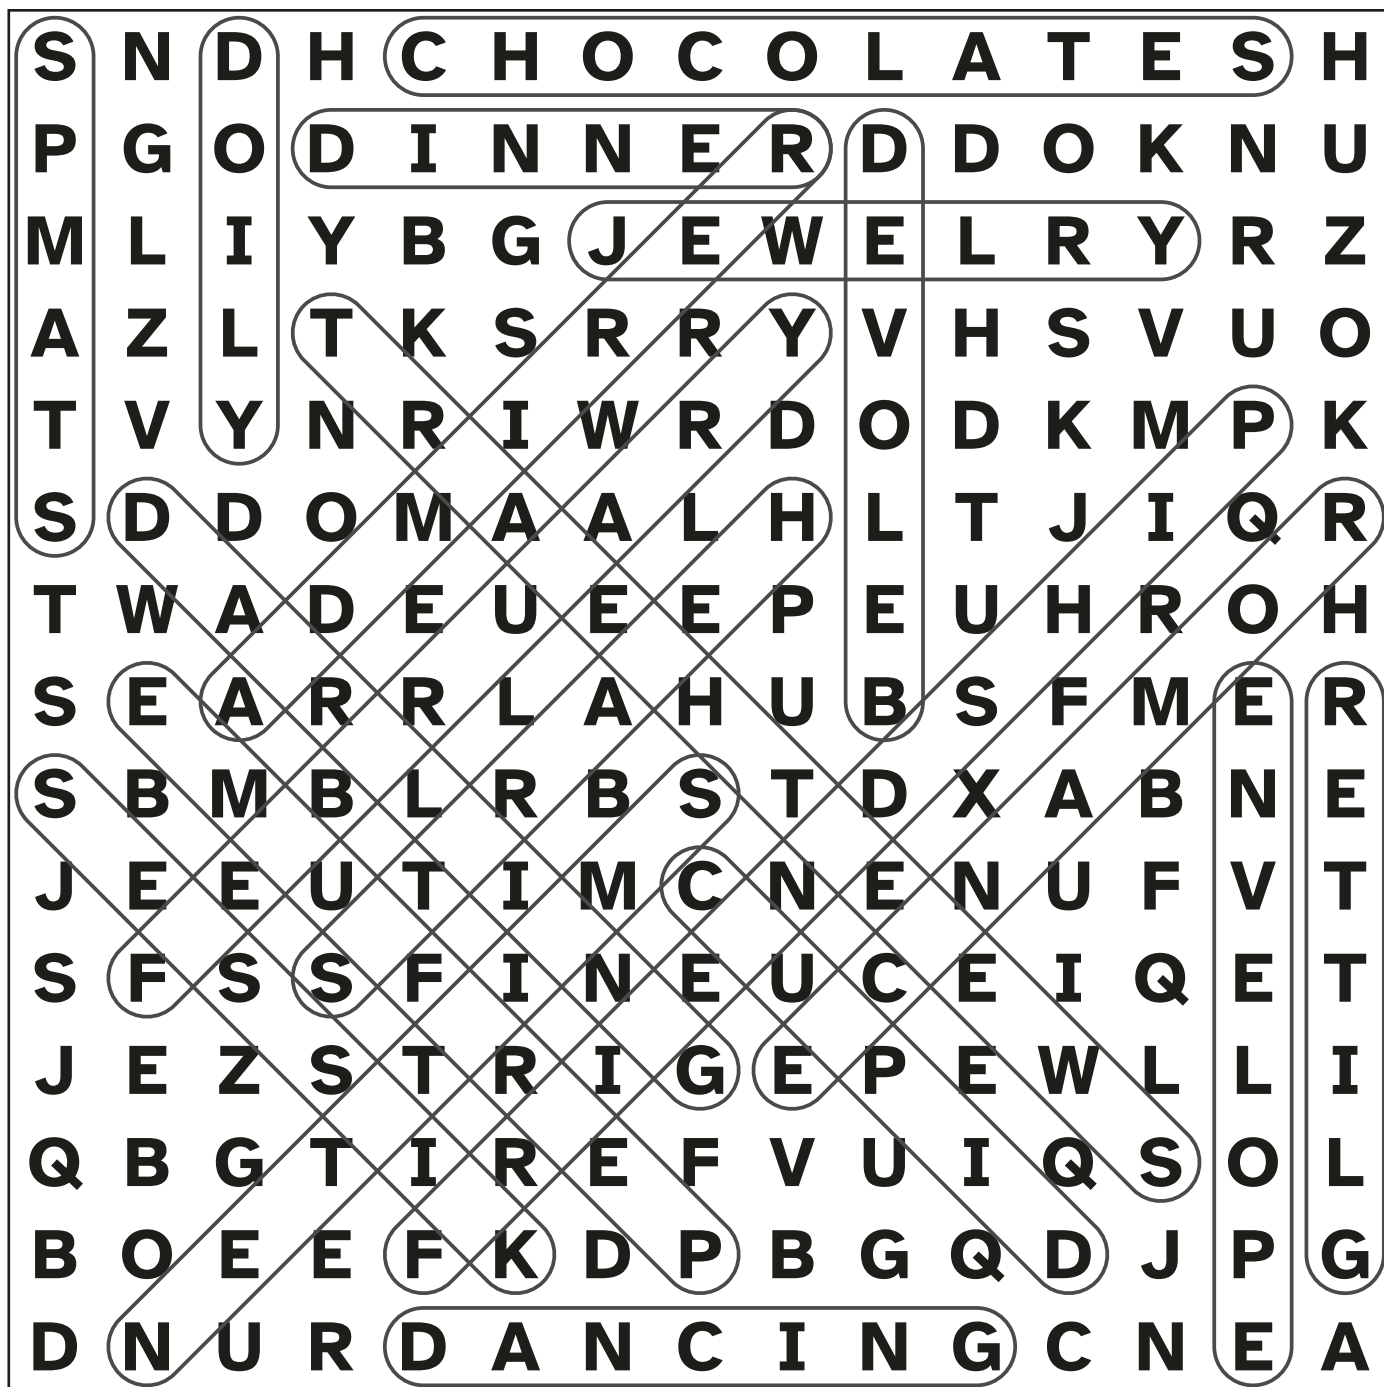 S N D H C H O C O L A T E S H
P G O D I N N E R D D O K N U
M L I Y B G J E W E L R Y R Z
A Z L T K S R R Y V H S V U O
T V Y N R I W R D O D K M P K
S D D O M A A L H L T J I Q R
T W A D E U E E P E U H R O H
S E A R R L A H U B S F M E R
S B M B L R B S T D X A B N E
J E E U T I M C N E N U F V T
S F S S F I N E U C E I Q E T
J E Z S T R I G E P E W L L I
Q B G T I R E F V U I Q S O L
B O E E F K D P B G Q D J P G
D N U R D A N C I N G C N E A